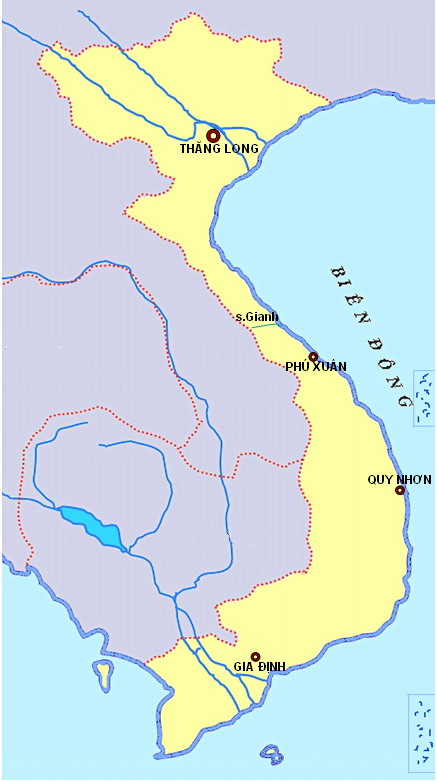 THĂNG LONG
s.Gianh
BIỂN ĐÔNG
PHÚ XUÂN
QUY NHƠN
GIA ĐỊNH